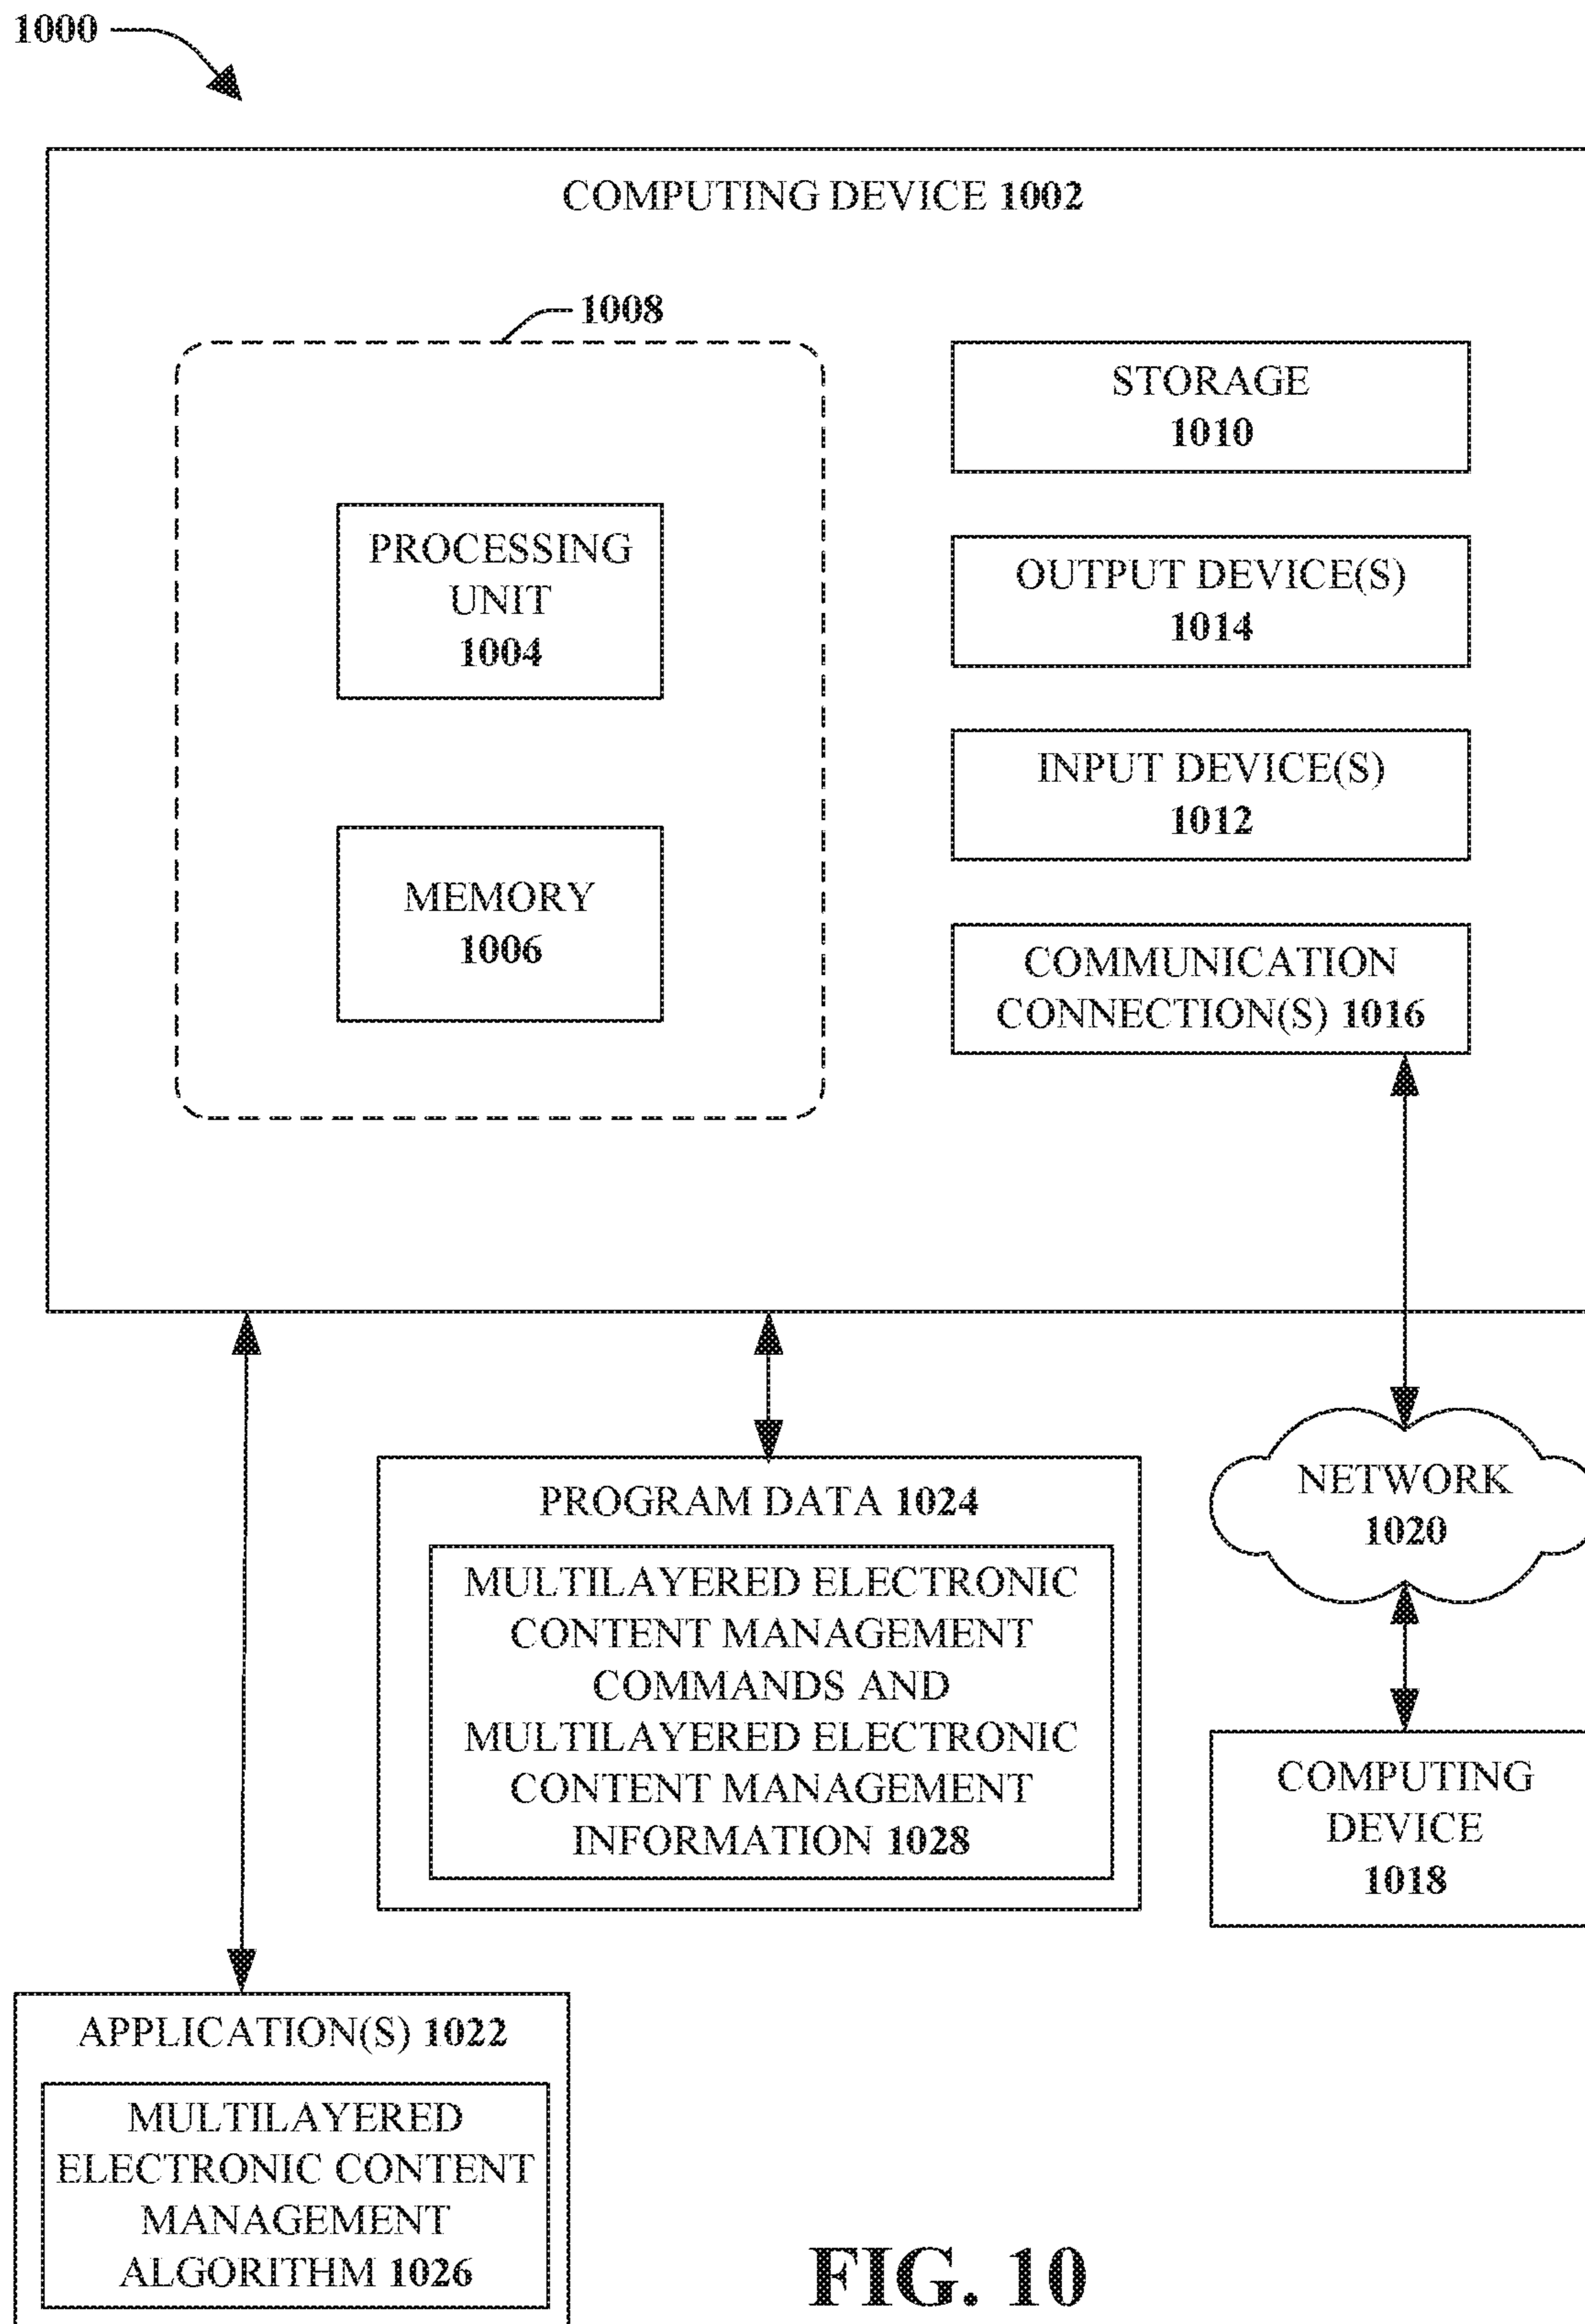 1000
COMPUTING DEVICE 1002
1008
PROCESSING
UNIT
1004
MEMORY
1006
STORAGE
1010
OUTPUT DEVICE(S)
1014
INPUT DEVICE(S)
1012
COMMUNICATION
CONNECTION(S) 1016
PROGRAM DATA 1024
MULTILAYERED ELECTRONIC
CONTENT MANAGEMENT
COMMANDS AND
MULTILAYERED ELECTRONIC
CONTENT MANAGEMENT
INFORMATION 1028
NETWORK
1020
COMPUTING
DEVICE
1018
APPLICATION(S) 1022
MULTILAYERED
ELECTRONIC CONTENT
MANAGEMENT
ALGORITHM 1026
FIG. 10